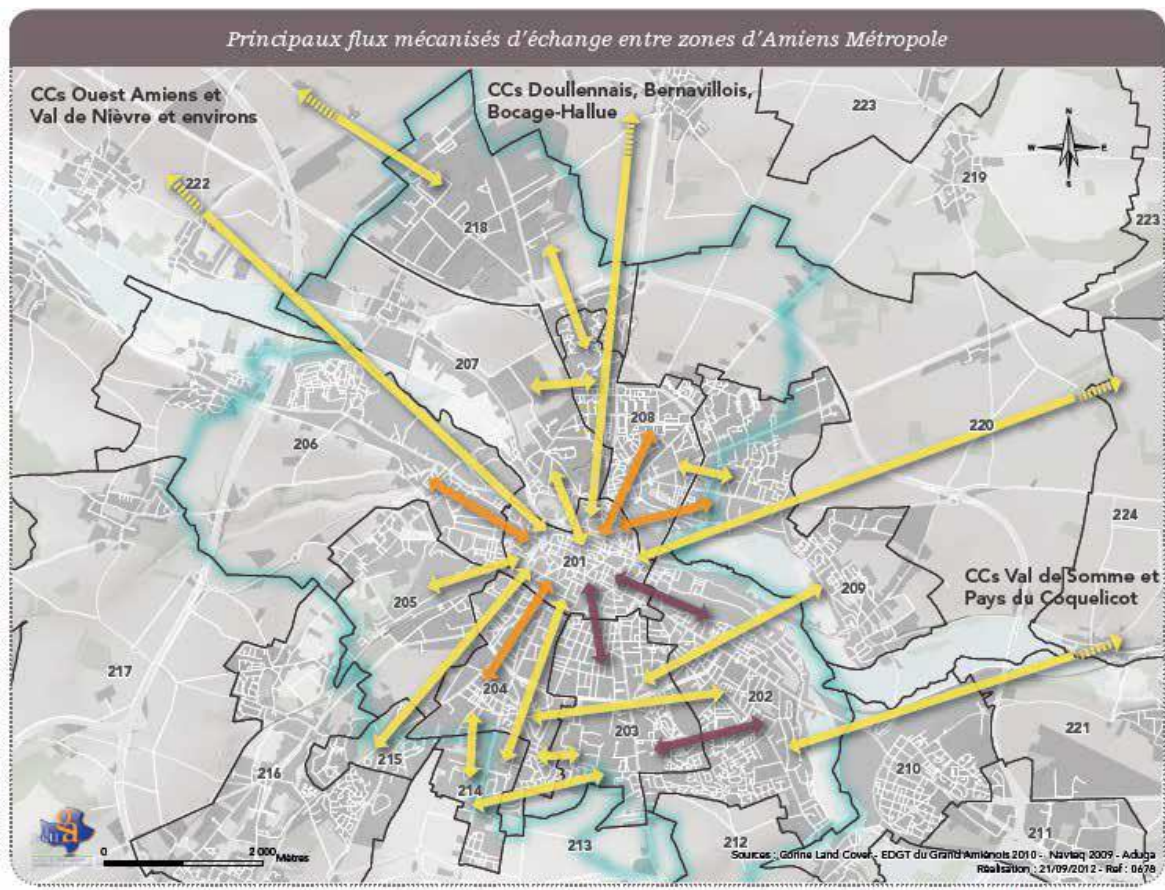 Principaux flux mécanisés d'échange entre zones d'Amiens Métropole
CCs Ouest Amiens et
Val de Nièvre et environs
CCs Doullennais, Bernavillois,
Bocage-Hallue
223
N
W E
S
219
222
223
218
207
208
220
206
224
201
CCs Val de Somme et
Pays du Coquelicot
209
205
217
204
202
203
221
215
216
210
214
211
213
212
0 2 000 Mètres
Sources : Corine Land Cover - EDGT du Grand Amiénois 2010 - Navteq 2009 - Aduga
Réalisation : 21/09/2012 - Ref : 0678